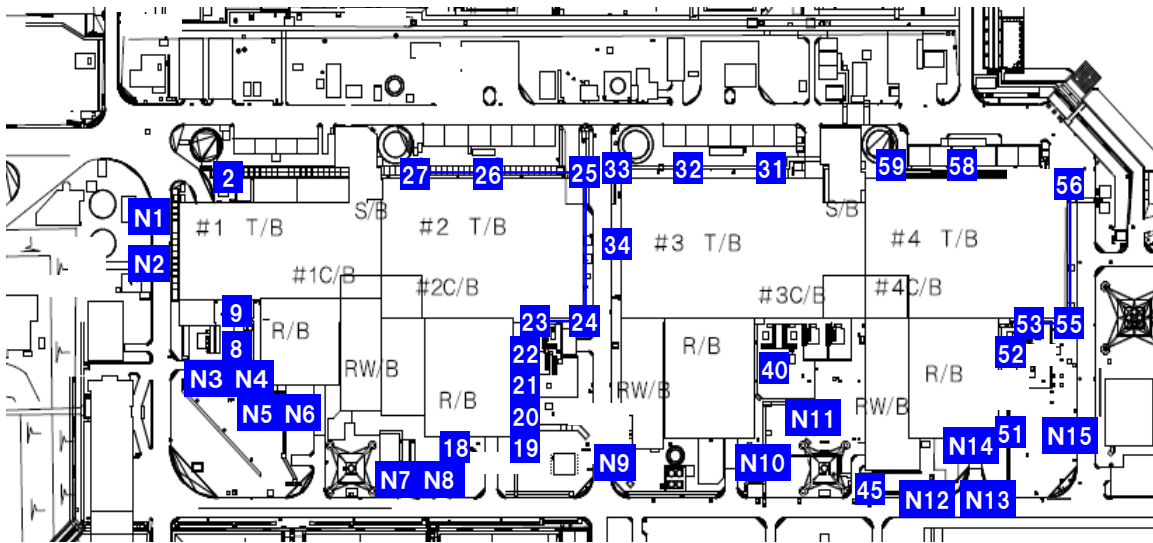 59 58
2 27 26 25 33 32 31
56
N1 S/B S/B
#1 T/B #2 T/B #3 T/B #4 T/B
34
N2 #1C/B #2C/B #3C/B #4C/B
9 R/B 23 24 53 55
8 22 R/B 52
N3 N4 RW/B 21 40 R/B
N5 N6 R/B 20 RW/B N11 RW/B
18 19 N14 51 N15
N7 N8 N9 N10 45 N12 N13